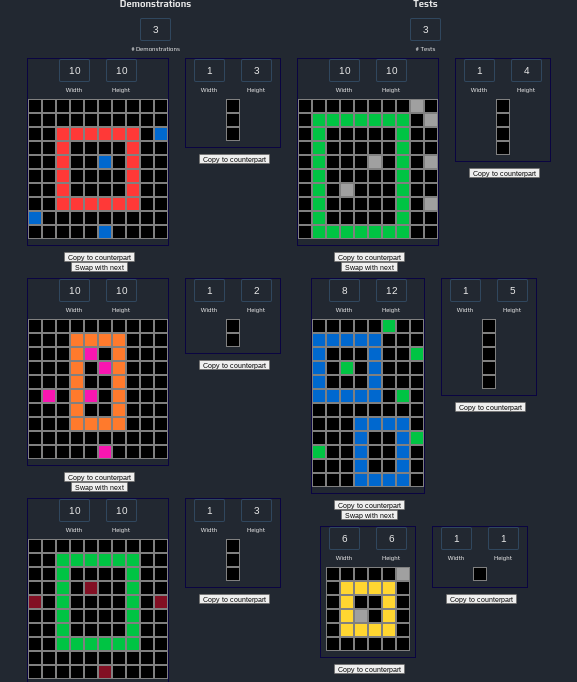 Demonstrations
Tests
3
3
# Demonstrations
# Tests
10 10
1 3
10 10
1 4
Width Height
Width Height
Width Height
Width Height
Copy to counterpart
Copy to counterpart
Copy to counterpart
Swap with next
Copy to counterpart
Swap with next
10 10
1 2
8 12
1 5
Width Height
Width Height
Width Height
Width Height
Copy to counterpart
Copy to counterpart
Copy to counterpart
Swap with next
Copy to counterpart
Swap with next
10 10
1 3
6 6
1 1
Width Height
Width Height
Width Height
Width Height
Copy to counterpart
Copy to counterpart
Copy to counterpart